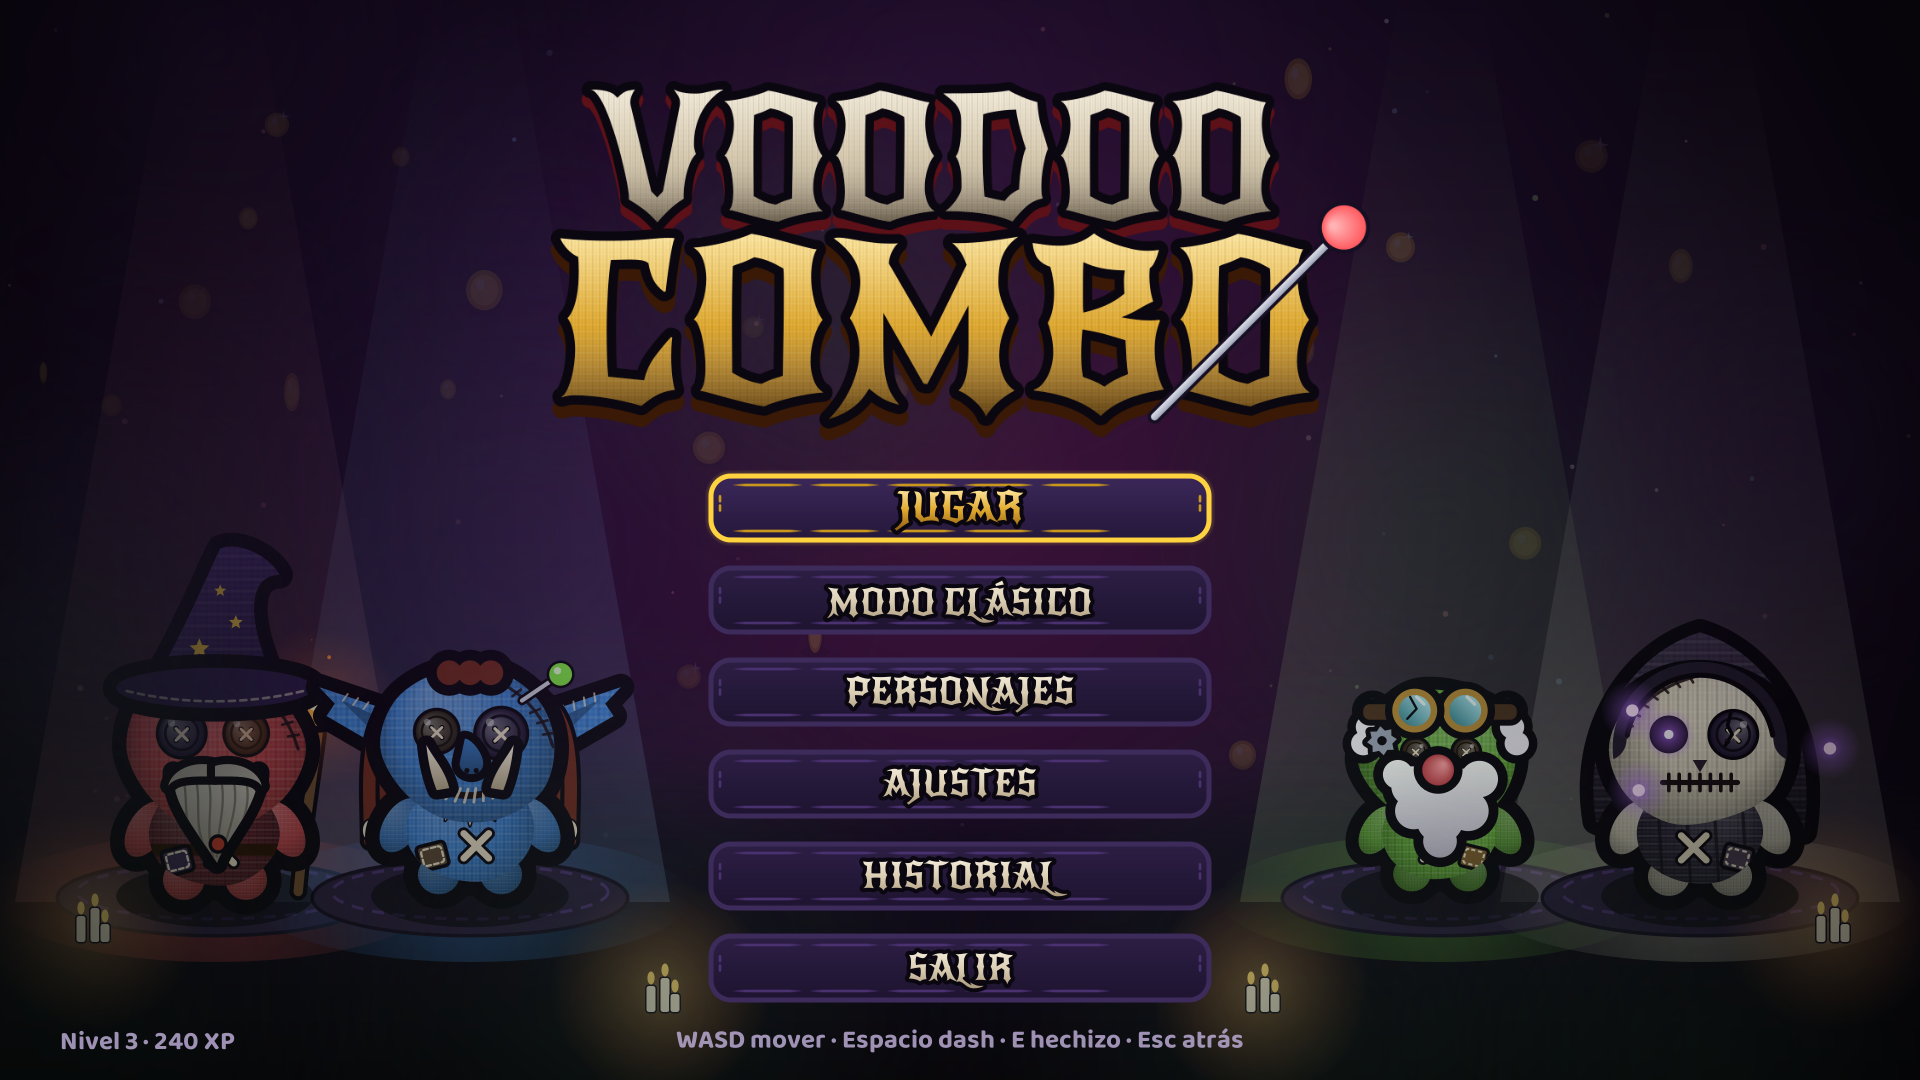 VOODOO
COMBO
JUGAR
MODO CLÁSICO
PERSONAJES
AJUSTES
HISTORIAL
SALIR
Nivel 3 · 240 XP
WASD mover · Espacio dash · E hechizo · Esc atrás